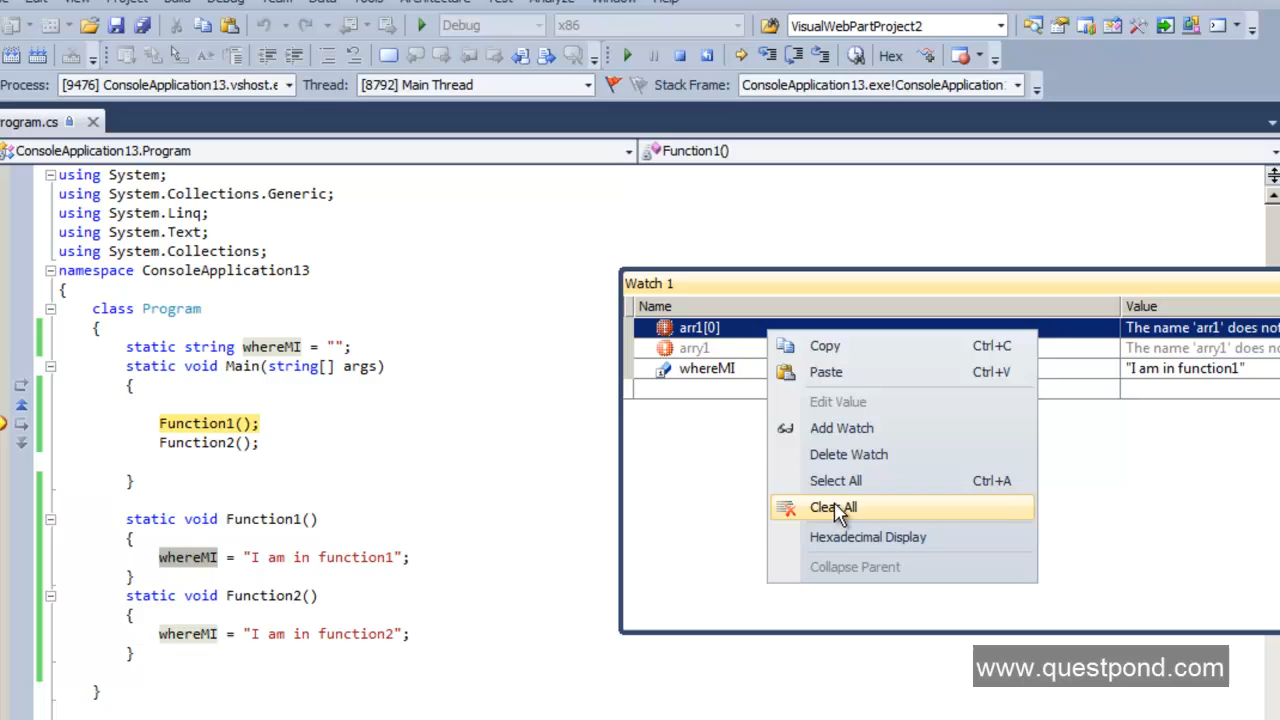 Debug
x86
VisualWebPartProject2
Hex
Process: [9476] ConsoleApplication13.vshost.e Thread: [8792] Main Thread Stack Frame: ConsoleApplication13.exe!ConsoleApplication
rogram.cs
ConsoleApplication13.Program
Function1()
using System;
using System.Collections.Generic;
using System.Linq;
using System.Text;
using System.Collections;
namespace ConsoleApplication13
{
class Program
{
static string whereMI = "";
static void Main(string[] args)
{
Function1();
Function2();
}
static void Function1()
{
whereMI = "I am in function1";
}
static void Function2()
{
whereMI = "I am in function2";
}
}
Watch 1
Name Value
arr1[0] The name 'arr1' does not
arry1 The name 'arry1' does no
whereMI "I am in function1"
Copy Ctrl+C
Paste Ctrl+V
Edit Value
Add Watch
Delete Watch
Select All Ctrl+A
Clear All
Hexadecimal Display
Collapse Parent
www.questpond.com